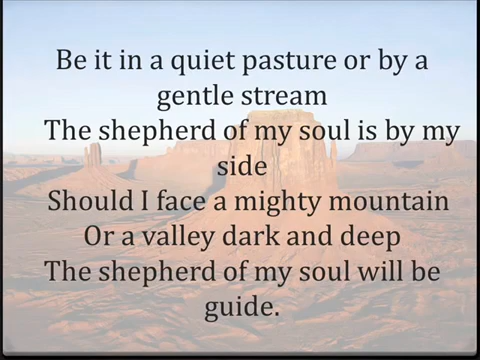 Be it in a quiet pasture or by a
gentle stream
The shepherd of my soul is by my
side
Should I face a mighty mountain
Or a valley dark and deep
The shepherd of my soul will be
guide.